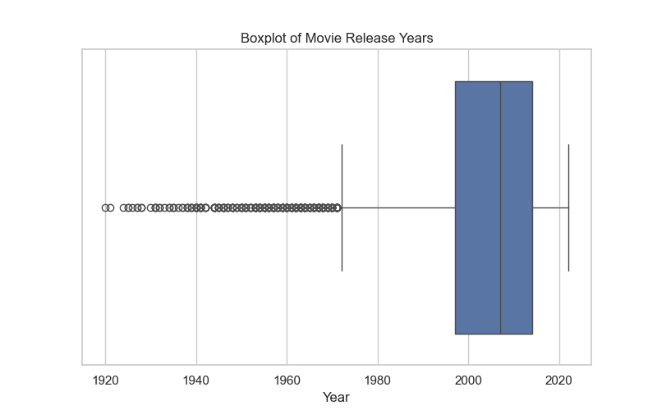 Boxplot of Movie Release Years
1920 1940 1960 1980 2000 2020
Year